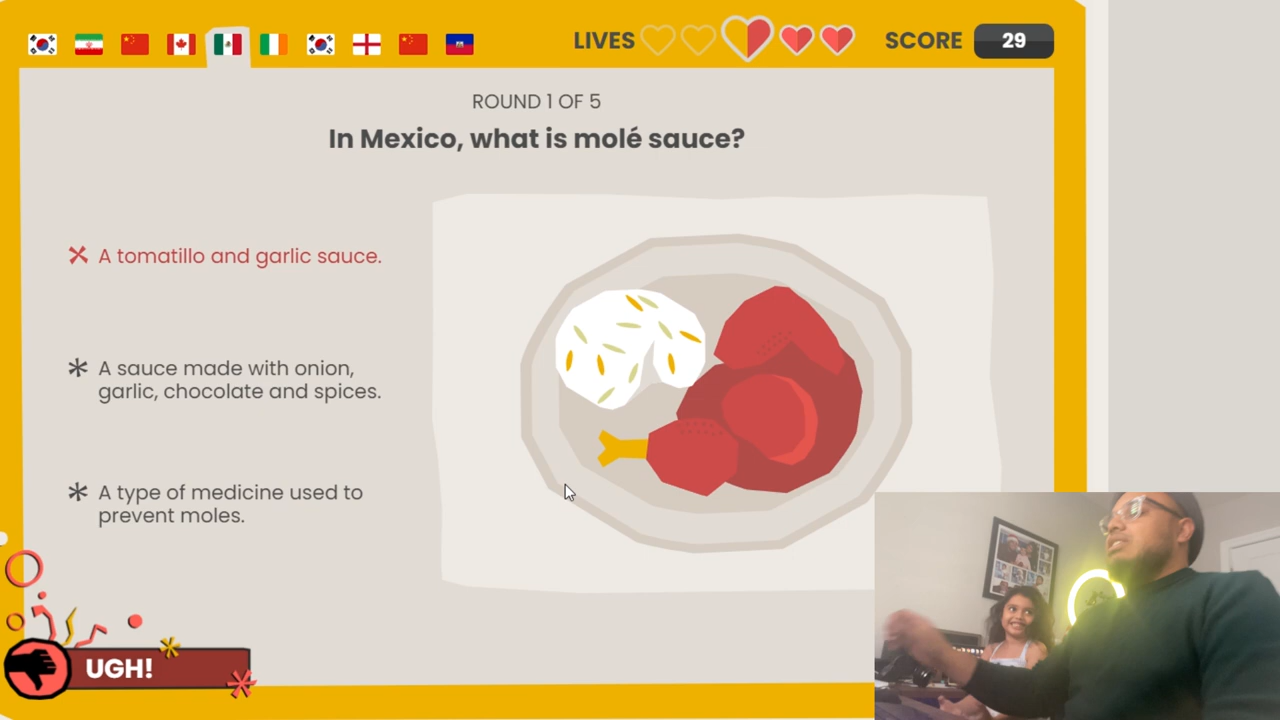 LIVES
SCORE
29
ROUND 1 OF 5
In Mexico, what is molé sauce?
A tomatillo and garlic sauce.
A sauce made with onion,
garlic, chocolate and spices.
A type of medicine used to
prevent moles.
UGH!